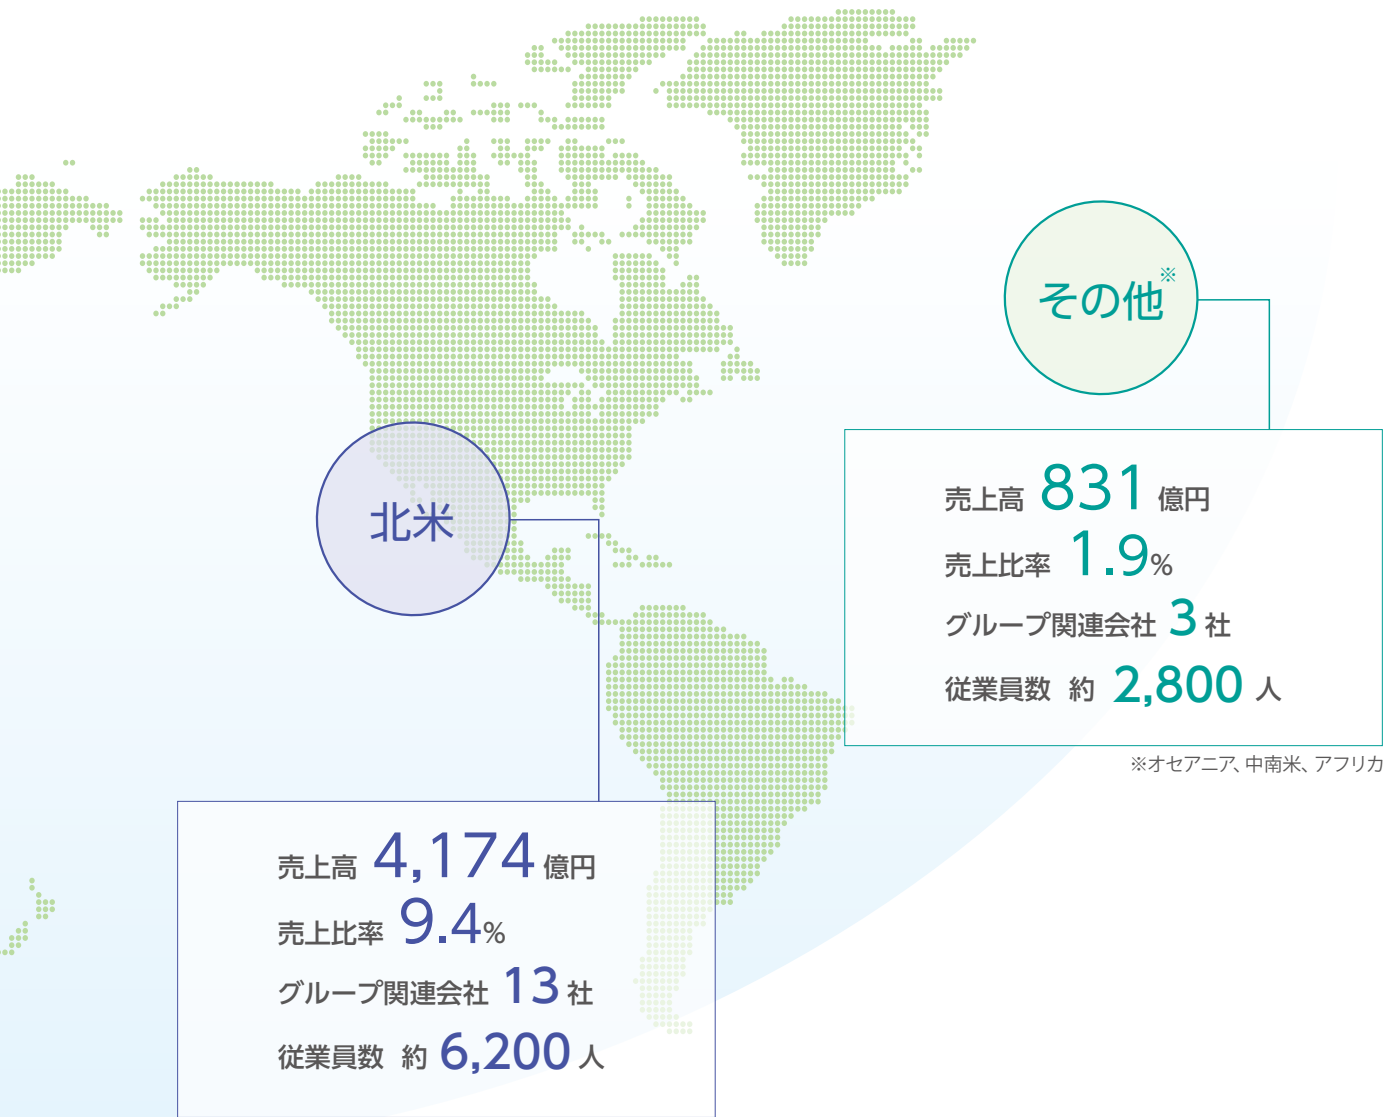 その他※
売上高 831 億円
売上比率 1.9%
グループ関連会社 3 社
従業員数 約 2,800 人
※オセアニア、中南米、アフリカ
北米
売上高 4,174 億円
売上比率 9.4%
グループ関連会社 13 社
従業員数 約 6,200 人